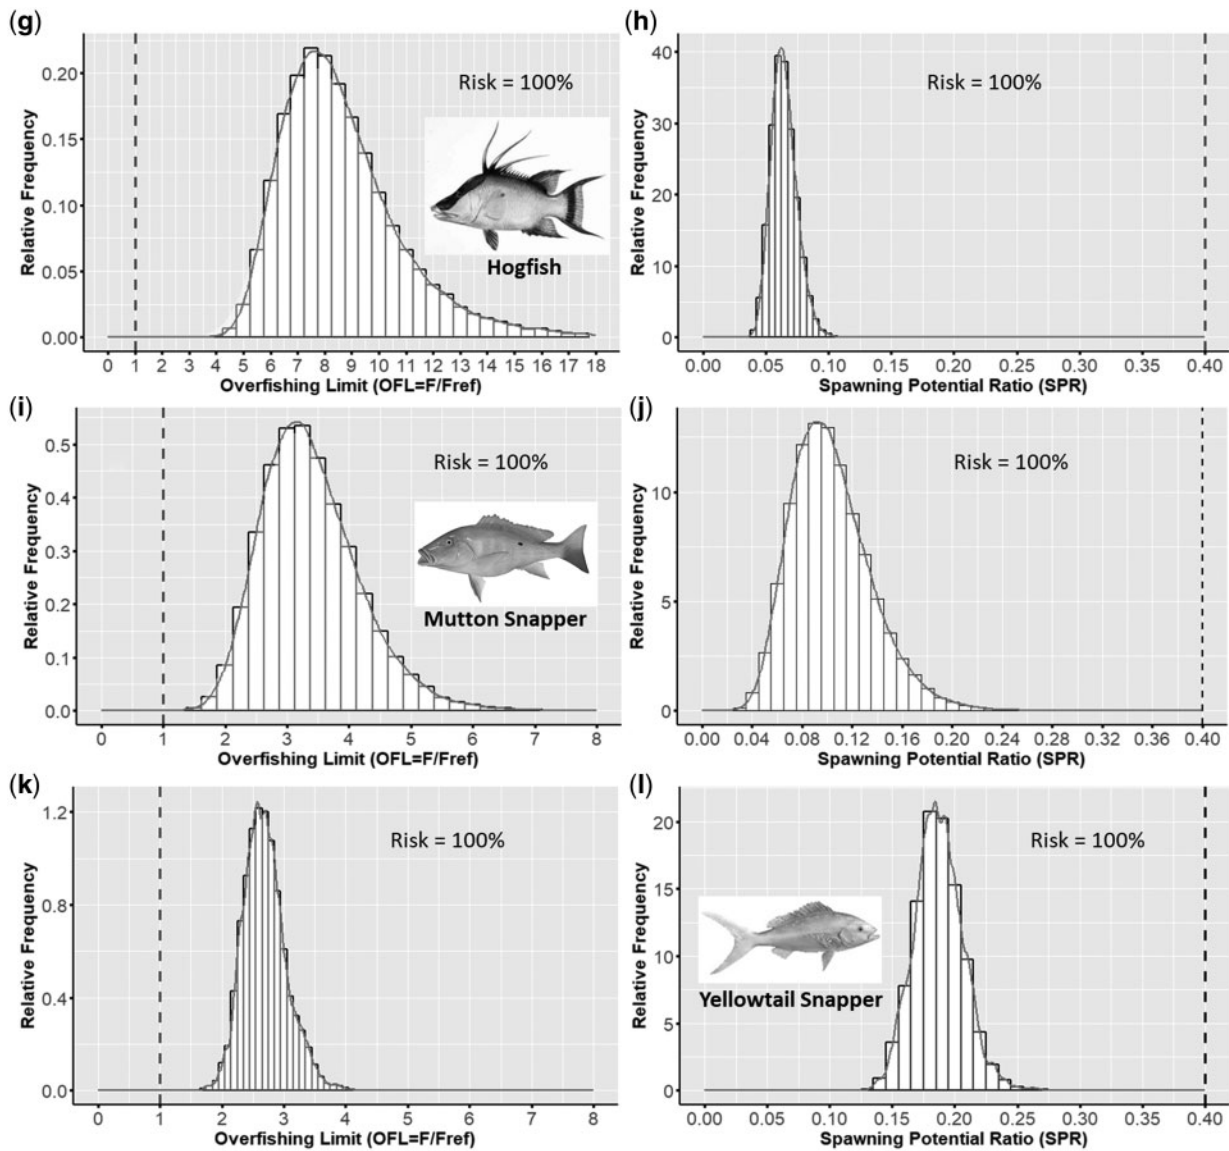 (g)
Relative Frequency
0.20
0.15
0.10
0.05
0.00
Risk = 100%
Hogfish
0 1 2 3 4 5 6 7 8 9 10 11 12 13 14 15 16 17 18
Overfishing Limit (OFL=F/Fref)
(h)
Relative Frequency
40
30
20
10
0
Risk = 100%
0.00 0.05 0.10 0.15 0.20 0.25 0.30 0.35 0.40
Spawning Potential Ratio (SPR)
(i)
Relative Frequency
0.5
0.4
0.3
0.2
0.1
0.0
Risk = 100%
Mutton Snapper
0 1 2 3 4 5 6 7 8
Overfishing Limit (OFL=F/Fref)
(j)
Relative Frequency
10
5
0
Risk = 100%
0.00 0.04 0.08 0.12 0.16 0.20 0.24 0.28 0.32 0.36 0.40
Spawning Potential Ratio (SPR)
(k)
Relative Frequency
1.2
0.8
0.4
0.0
Risk = 100%
0 1 2 3 4 5 6 7 8
Overfishing Limit (OFL=F/Fref)
(l)
Relative Frequency
20
15
10
5
0
Risk = 100%
Yellowtail Snapper
0.00 0.05 0.10 0.15 0.20 0.25 0.30 0.35 0.40
Spawning Potential Ratio (SPR)